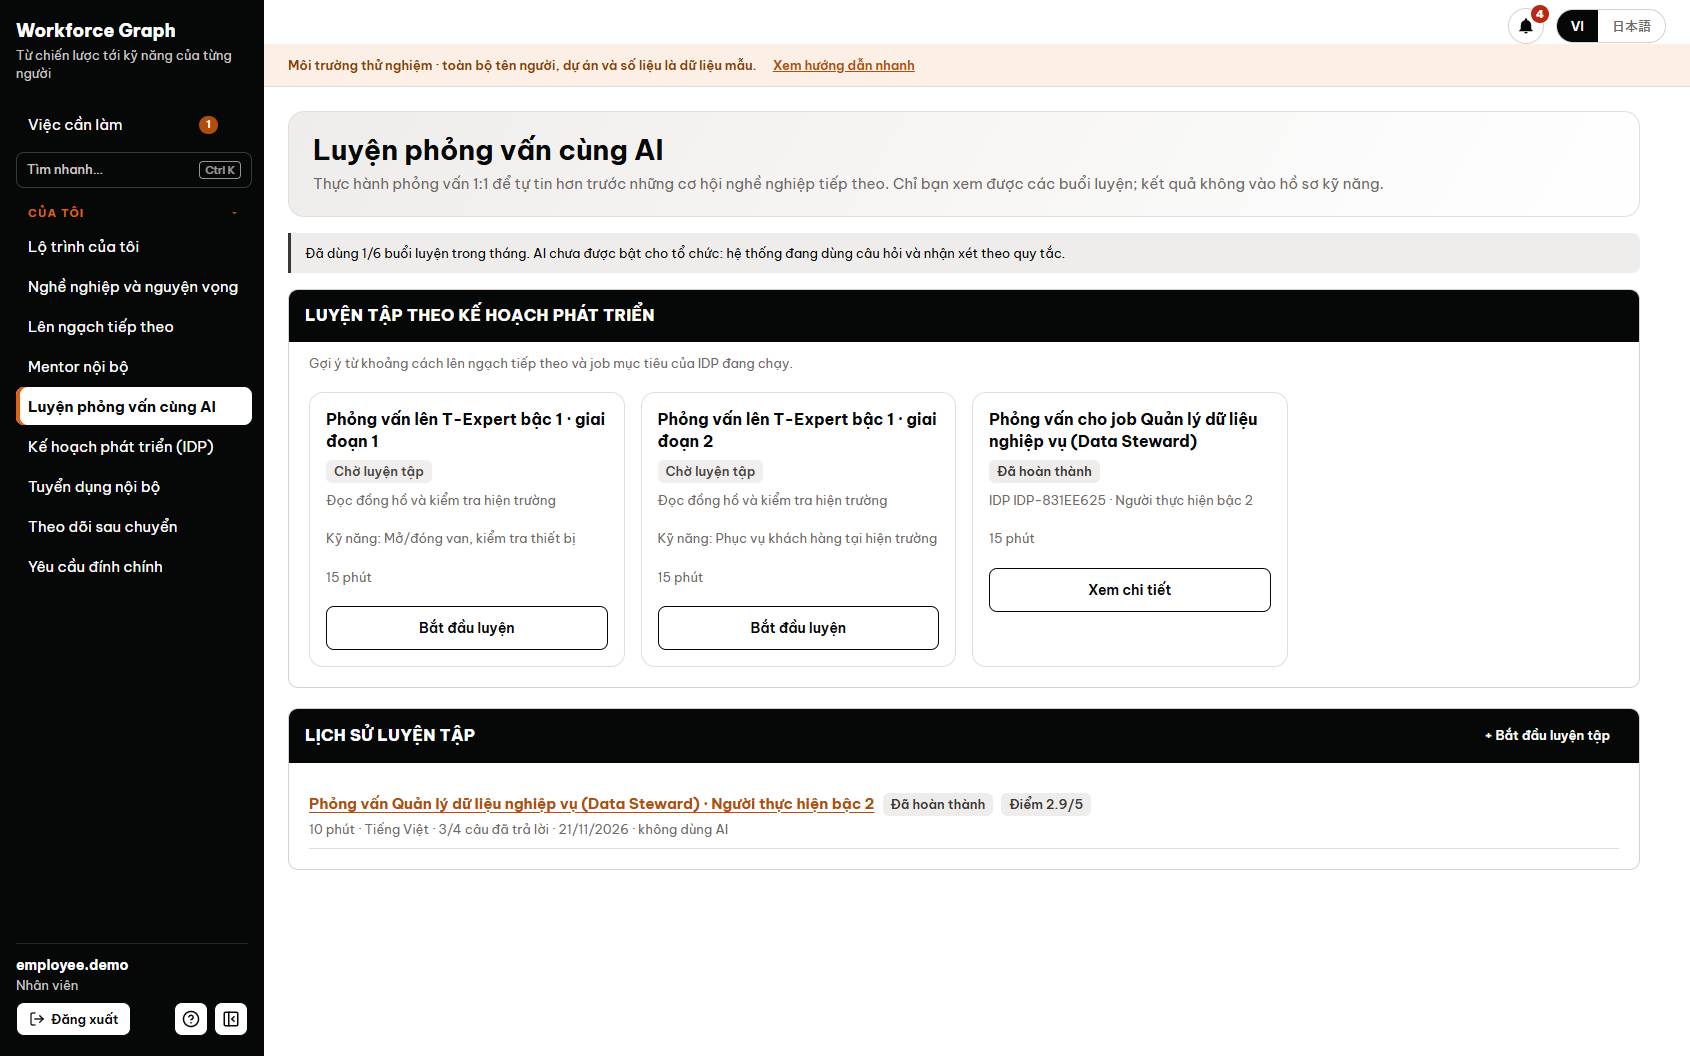 Workforce Graph
Từ chiến lược tới kỹ năng của từng
người
Việc cần làm
1
Tìm nhanh...
Ctrl K
CỦA TÔI
Lộ trình của tôi
Nghề nghiệp và nguyện vọng
Lên ngạch tiếp theo
Mentor nội bộ
Luyện phỏng vấn cùng AI
Kế hoạch phát triển (IDP)
Tuyển dụng nội bộ
Theo dõi sau chuyển
Yêu cầu đính chính
employee.demo
Nhân viên
Đăng xuất
4
VI
日本語
Môi trường thử nghiệm · toàn bộ tên người, dự án và số liệu là dữ liệu mẫu. Xem hướng dẫn nhanh
Luyện phỏng vấn cùng AI
Thực hành phỏng vấn 1:1 để tự tin hơn trước những cơ hội nghề nghiệp tiếp theo. Chỉ bạn xem được các buổi luyện; kết quả không vào hồ sơ kỹ năng.
Đã dùng 1/6 buổi luyện trong tháng. AI chưa được bật cho tổ chức: hệ thống đang dùng câu hỏi và nhận xét theo quy tắc.
LUYỆN TẬP THEO KẾ HOẠCH PHÁT TRIỂN
Gợi ý từ khoảng cách lên ngạch tiếp theo và job mục tiêu của IDP đang chạy.
Phỏng vấn lên T-Expert bậc 1 · giai
đoạn 1
Chờ luyện tập
Đọc đồng hồ và kiểm tra hiện trường
Kỹ năng: Mở/đóng van, kiểm tra thiết bị
15 phút
Bắt đầu luyện
Phỏng vấn lên T-Expert bậc 1 · giai
đoạn 2
Chờ luyện tập
Đọc đồng hồ và kiểm tra hiện trường
Kỹ năng: Phục vụ khách hàng tại hiện trường
15 phút
Bắt đầu luyện
Phỏng vấn cho job Quản lý dữ liệu
nghiệp vụ (Data Steward)
Đã hoàn thành
IDP IDP-831EE625 · Người thực hiện bậc 2
15 phút
Xem chi tiết
LỊCH SỬ LUYỆN TẬP
+ Bắt đầu luyện tập
Phỏng vấn Quản lý dữ liệu nghiệp vụ (Data Steward) · Người thực hiện bậc 2 Đã hoàn thành Điểm 2.9/5
10 phút · Tiếng Việt · 3/4 câu đã trả lời · 21/11/2026 · không dùng AI